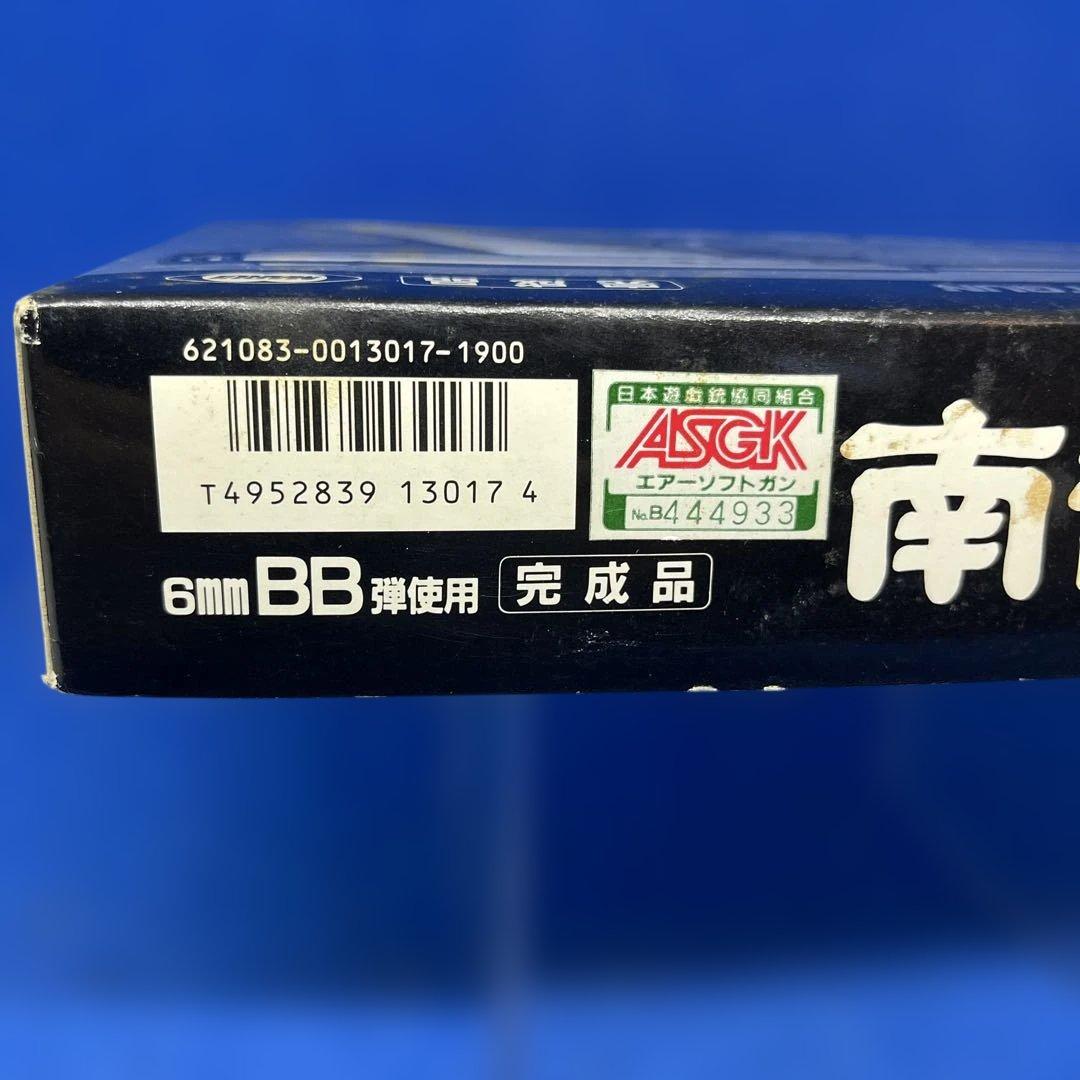 621083-0013017-1900
T4952839 13017 4
日本遊戯銃協同組合
ASGK
エアーソフトガン
No.B444933
南
6mm BB弾使用
完成品